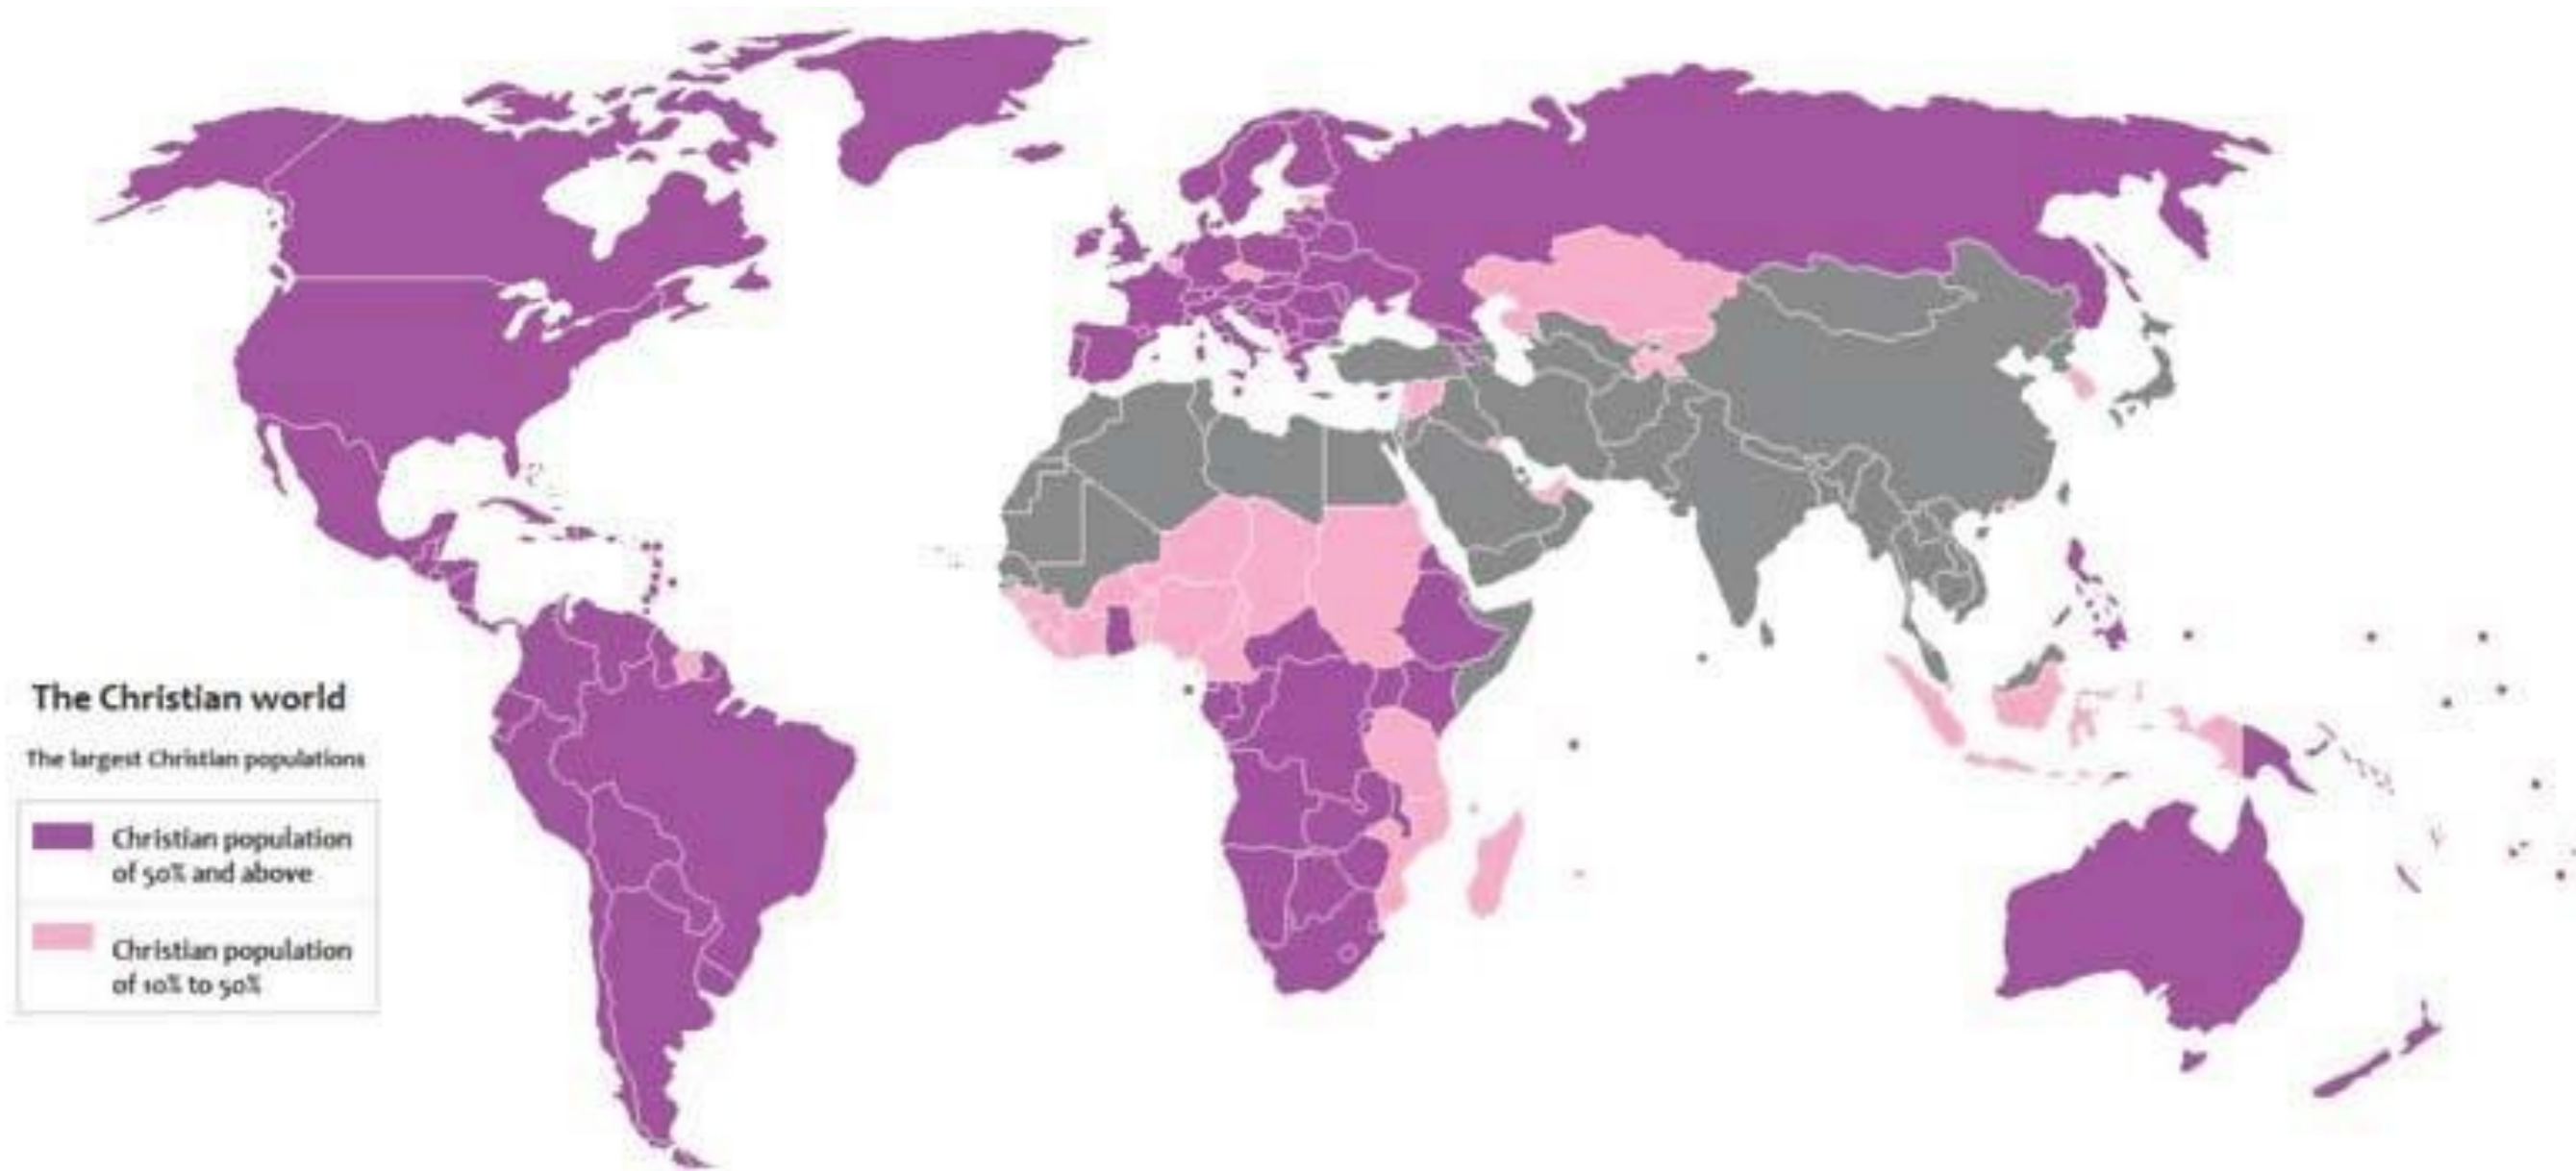 The Christian world
The largest Christian populations
Christian population
of 50% and above
Christian population
of 10% to 50%